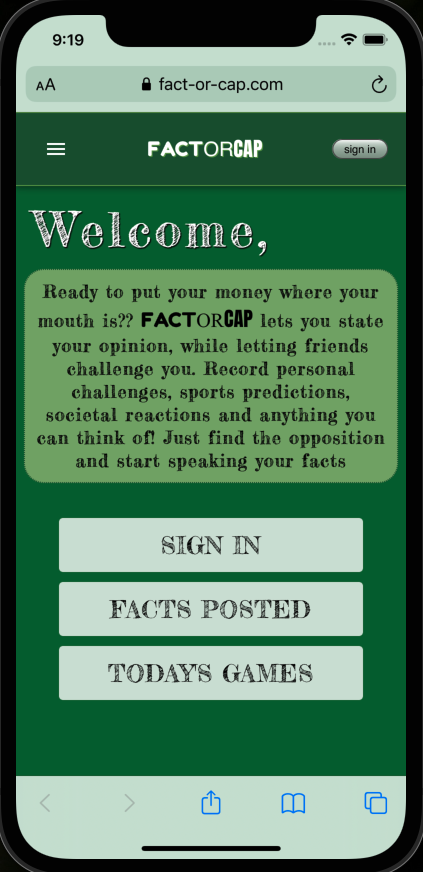 9:19
AA fact-or-cap.com
FACTORCAP sign in
Welcome,
Ready to put your money where your
mouth is?? FACTORCAP lets you state
your opinion, while letting friends
challenge you. Record personal
challenges, sports predictions,
societal reactions and anything you
can think of! Just find the opposition
and start speaking your facts
SIGN IN
FACTS POSTED
TODAYS GAMES